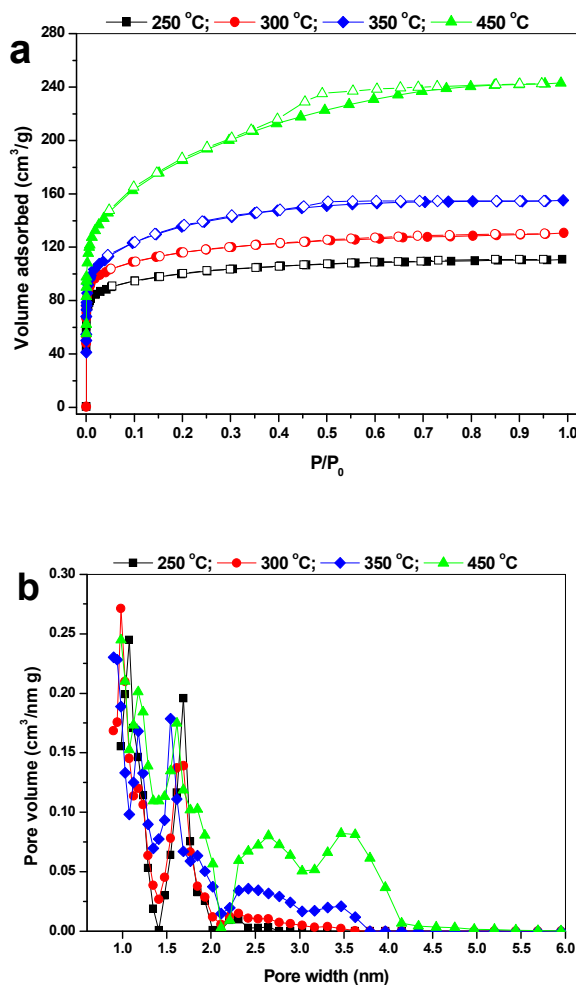 250 °C; 300 °C; 350 °C; 450 °C
a
280
240
200
160
120
80
40
0
Volume adsorbed (cm³/g)
0.0 0.1 0.2 0.3 0.4 0.5 0.6 0.7 0.8 0.9 1.0
P/P₀
250 °C; 300 °C; 350 °C; 450 °C
b
0.30
0.25
0.20
0.15
0.10
0.05
0.00
Pore volume (cm³/nm g)
1.0 1.5 2.0 2.5 3.0 3.5 4.0 4.5 5.0 5.5 6.0
Pore width (nm)